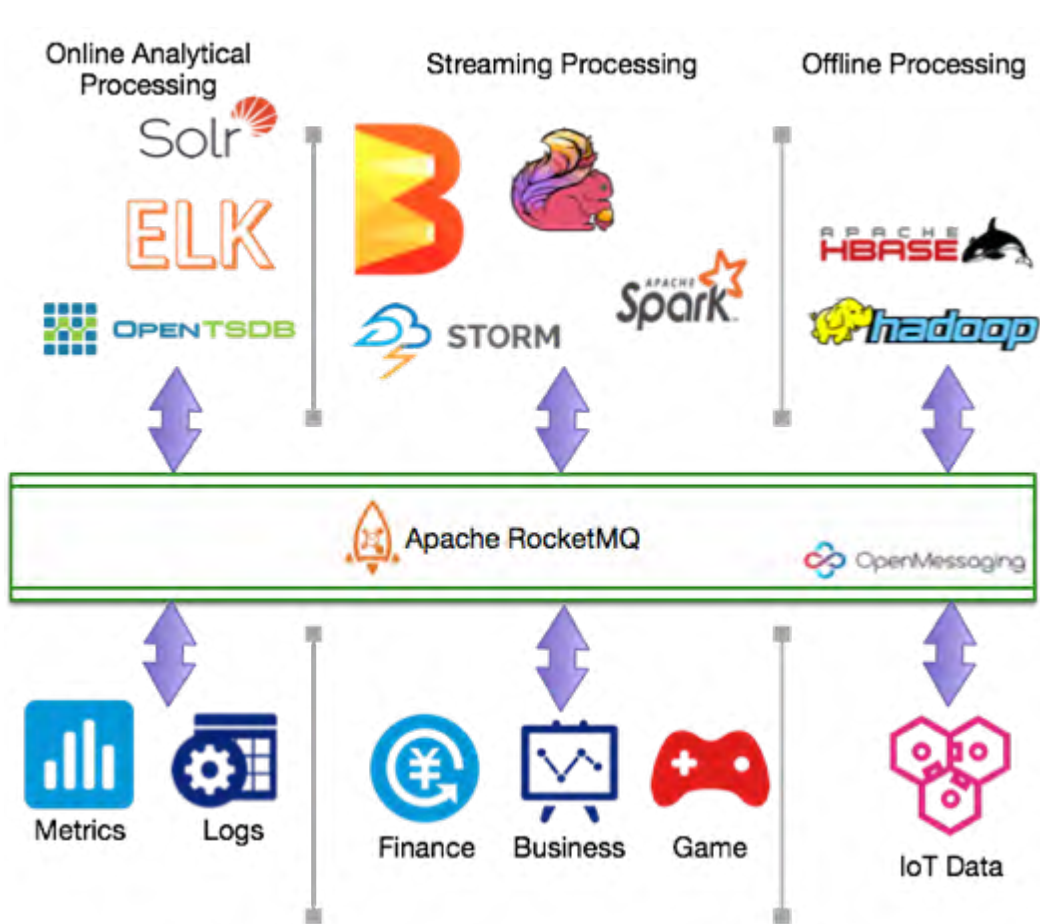 Online Analytical
Processing
Streaming Processing
Offline Processing
Solr
ELK
OPENTSDB
STORM
APACHE
Spark
APACHE
HBASE
hadoop
Apache RocketMQ
OpenMessaging
Metrics
Logs
¥
Finance
Business
Game
IoT Data